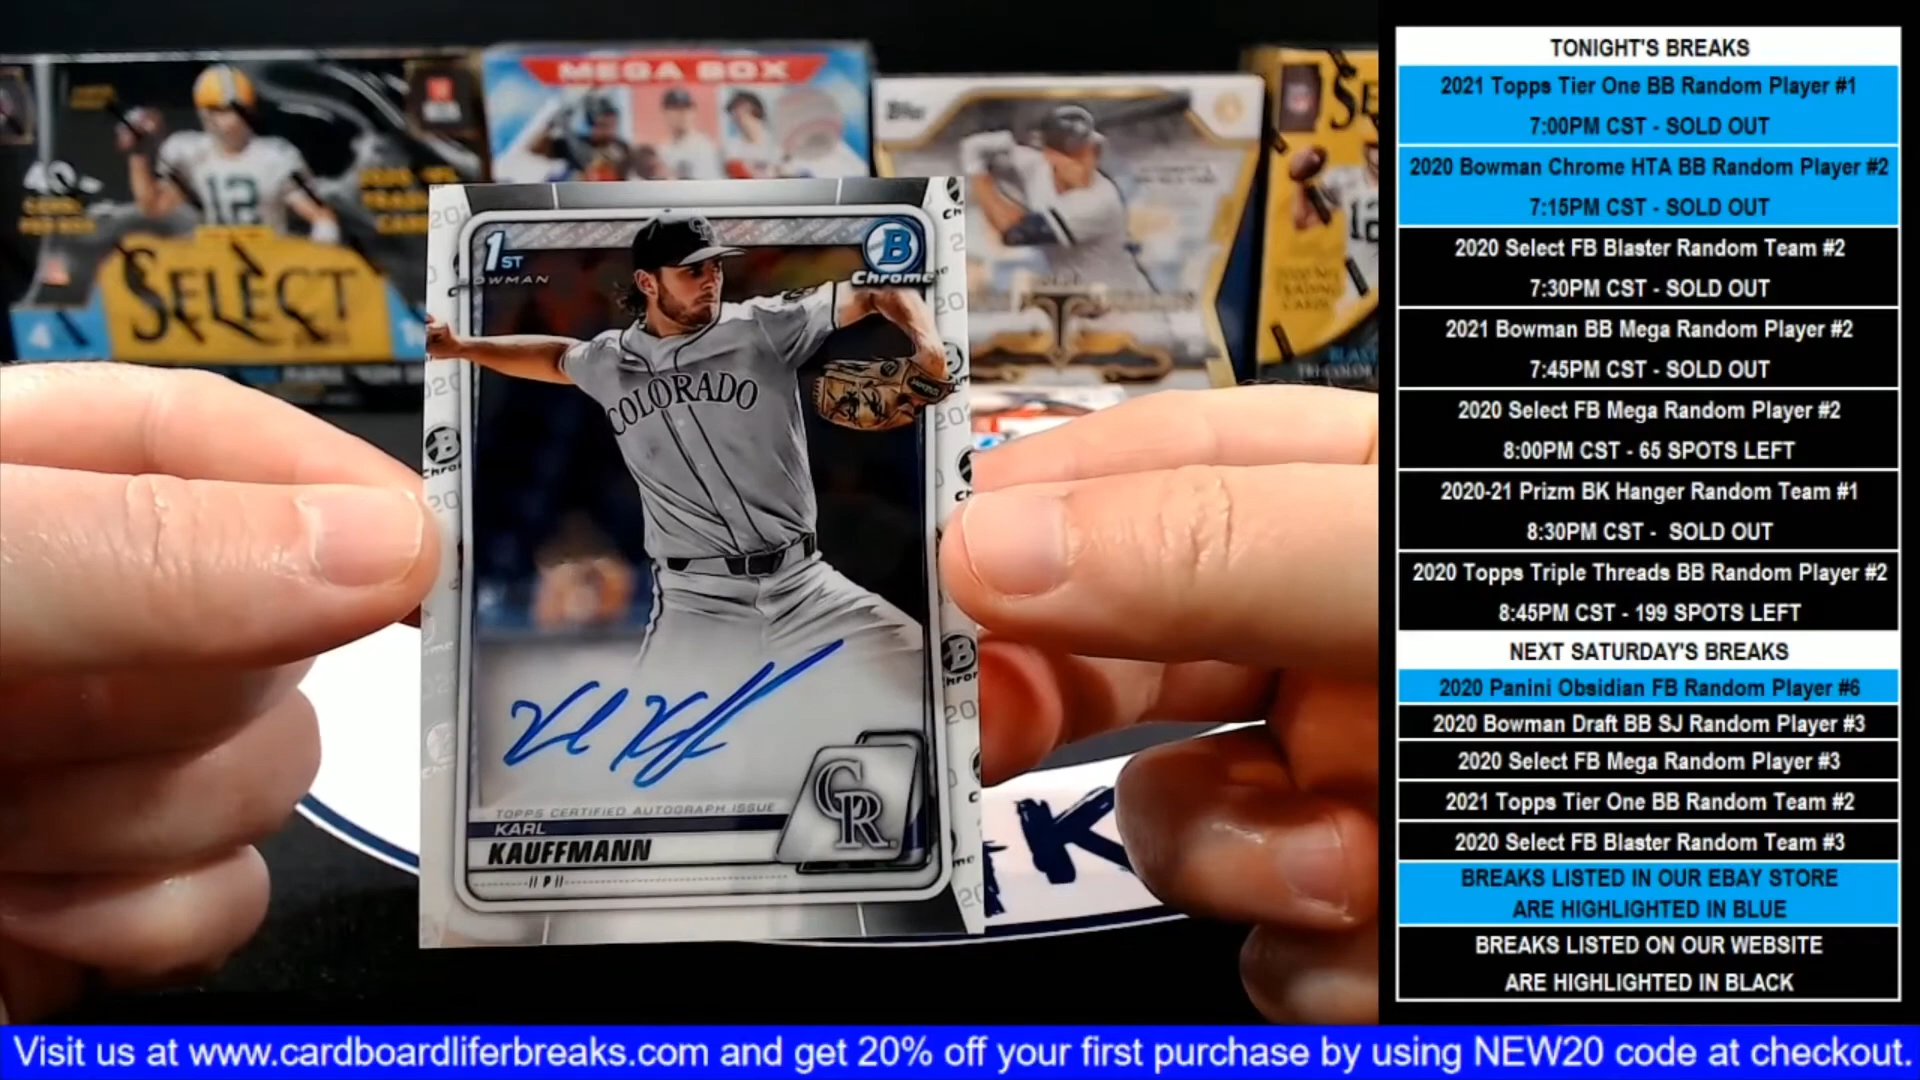 MEGA BOX
Topps
SELECT
40
4
12
SE
12
1ST
BOWMAN
B
Chrome
COLORADO
TOPPS CERTIFIED AUTOGRAPH ISSUE
KARL
KAUFFMANN
P
CR
TONIGHT'S BREAKS
2021 Topps Tier One BB Random Player #1
7:00PM CST - SOLD OUT
2020 Bowman Chrome HTA BB Random Player #2
7:15PM CST - SOLD OUT
2020 Select FB Blaster Random Team #2
7:30PM CST - SOLD OUT
2021 Bowman BB Mega Random Player #2
7:45PM CST - SOLD OUT
2020 Select FB Mega Random Player #2
8:00PM CST - 65 SPOTS LEFT
2020-21 Prizm BK Hanger Random Team #1
8:30PM CST - SOLD OUT
2020 Topps Triple Threads BB Random Player #2
8:45PM CST - 199 SPOTS LEFT
NEXT SATURDAY'S BREAKS
2020 Panini Obsidian FB Random Player #6
2020 Bowman Draft BB SJ Random Player #3
2020 Select FB Mega Random Player #3
2021 Topps Tier One BB Random Team #2
2020 Select FB Blaster Random Team #3
BREAKS LISTED IN OUR EBAY STORE
ARE HIGHLIGHTED IN BLUE
BREAKS LISTED ON OUR WEBSITE
ARE HIGHLIGHTED IN BLACK
Visit us at www.cardboardliferbreaks.com and get 20% off your first purchase by using NEW20 code at checkout.